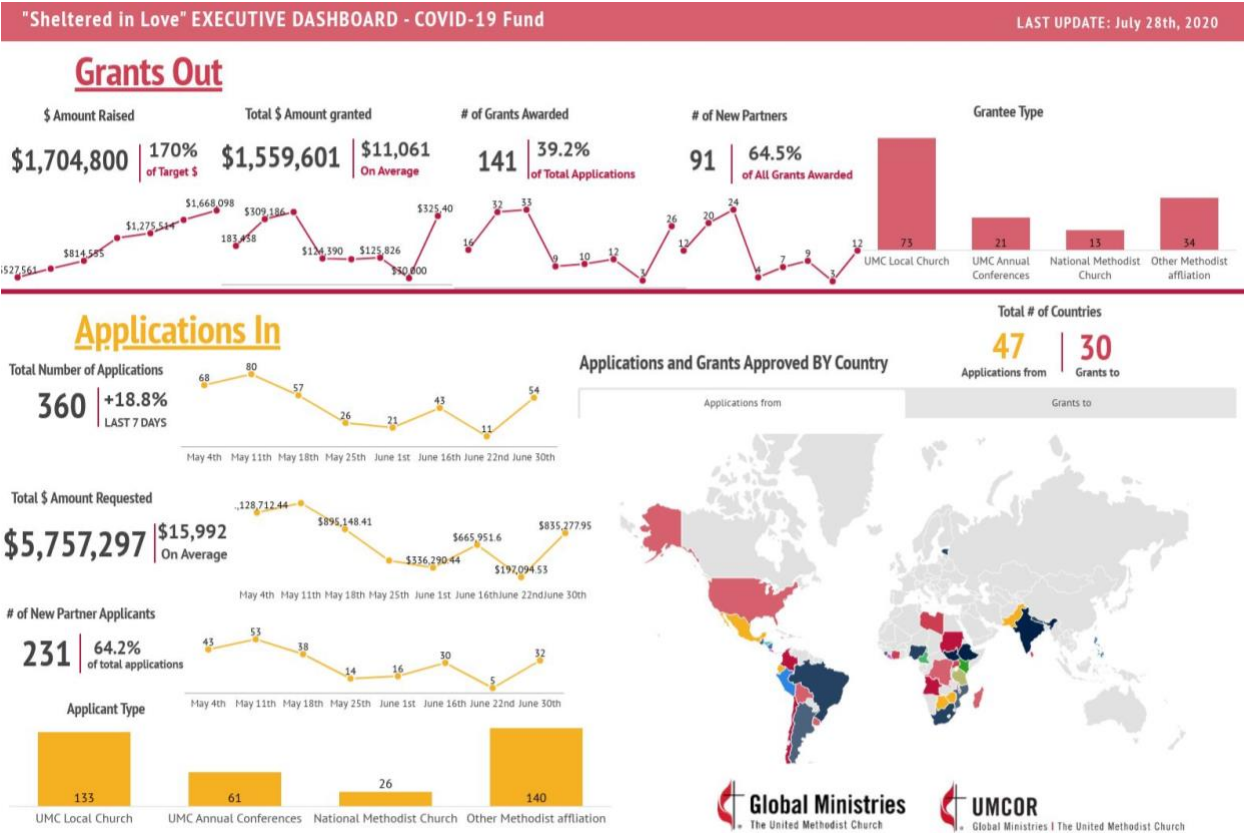 "Sheltered in Love" EXECUTIVE DASHBOARD - COVID-19 Fund
LAST UPDATE: July 28th, 2020
Grants Out
$ Amount Raised
$1,704,800
170%
of Target $
$527,561
$814,555
$1,275,514
$1,668,098
Total $ Amount granted
$1,559,601
$11,061
On Average
183,438
$309,186
$125,826
$30,000
$325,40
# of Grants Awarded
141
39.2%
of Total Applications
16
32
33
9
10
12
3
26
# of New Partners
91
64.5%
of All Grants Awarded
12
20
24
4
7
9
3
12
Grantee Type
73
21
13
34
UMC Local Church
UMC Annual
Conferences
National Methodist
Church
Other Methodist
affliation
Applications In
Total Number of Applications
360
+18.8%
LAST 7 DAYS
68
80
57
26
21
43
11
54
May 4th May 11th May 18th May 25th June 1st June 16th June 22nd June 30th
Total $ Amount Requested
$5,757,297
$15,992
On Average
,128,712.44
$895,148.41
$336,290.44
$665,951.6
$197,094.53
$835,277.95
May 4th May 11th May 18th May 25th June 1st June 16th June 22nd June 30th
# of New Partner Applicants
231
64.2%
of total applications
43
53
38
14
16
30
5
32
May 4th May 11th May 18th May 25th June 1st June 16th June 22nd June 30th
Applicant Type
133
61
26
140
UMC Local Church
UMC Annual Conferences
National Methodist Church
Other Methodist affliation
Total # of Countries
47
Applications from
30
Grants to
Applications and Grants Approved BY Country
Applications from
Grants to
Global Ministries
The United Methodist Church
UMCOR
Global Ministries | The United Methodist Church